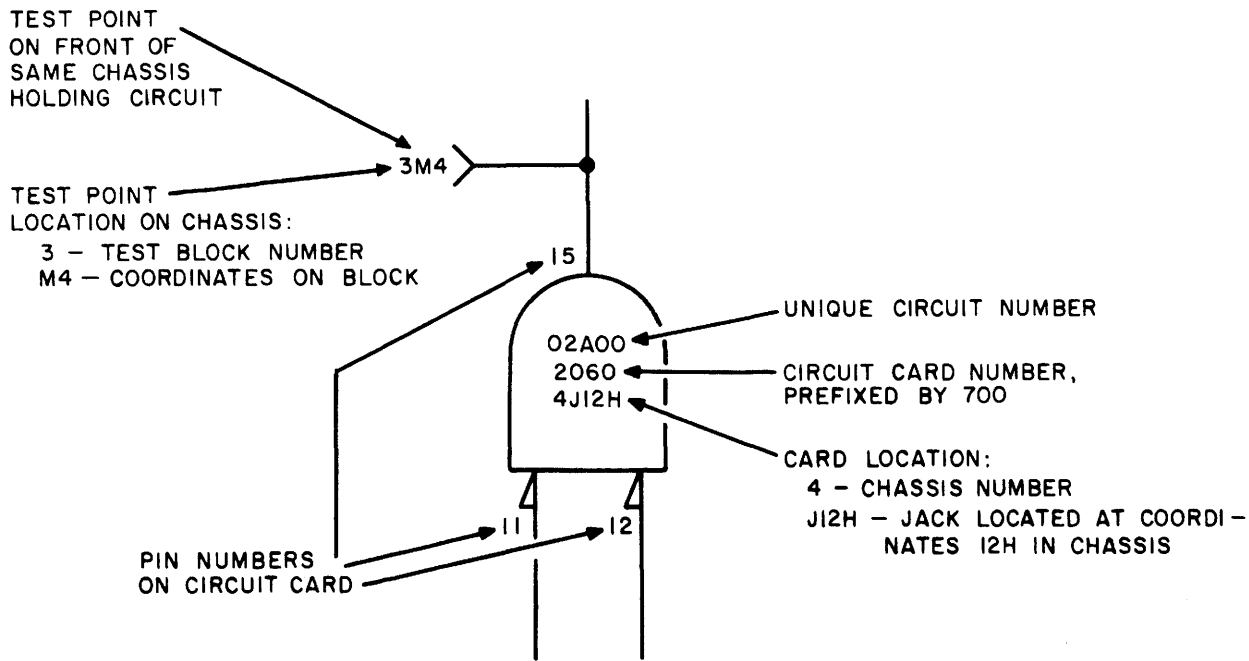 TEST POINT
ON FRONT OF
SAME CHASSIS
HOLDING CIRCUIT
3M4
TEST POINT
LOCATION ON CHASSIS:
3 – TEST BLOCK NUMBER
M4 – COORDINATES ON BLOCK
15
02A00
2060
4J12H
UNIQUE CIRCUIT NUMBER
CIRCUIT CARD NUMBER,
PREFIXED BY 700
CARD LOCATION:
4 – CHASSIS NUMBER
J12H – JACK LOCATED AT COORDI–
NATES 12H IN CHASSIS
11
12
PIN NUMBERS
ON CIRCUIT CARD